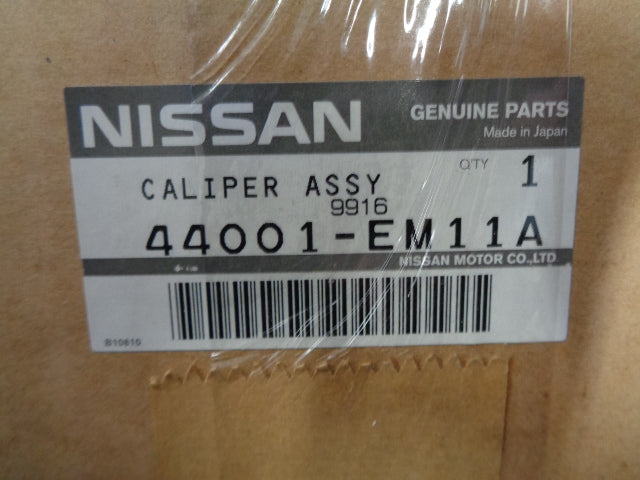 NISSAN
GENUINE PARTS
Made in Japan
CALIPER ASSY
QTY 1
9916
44001-EM11A
NISSAN MOTOR CO.,LTD.
B10610